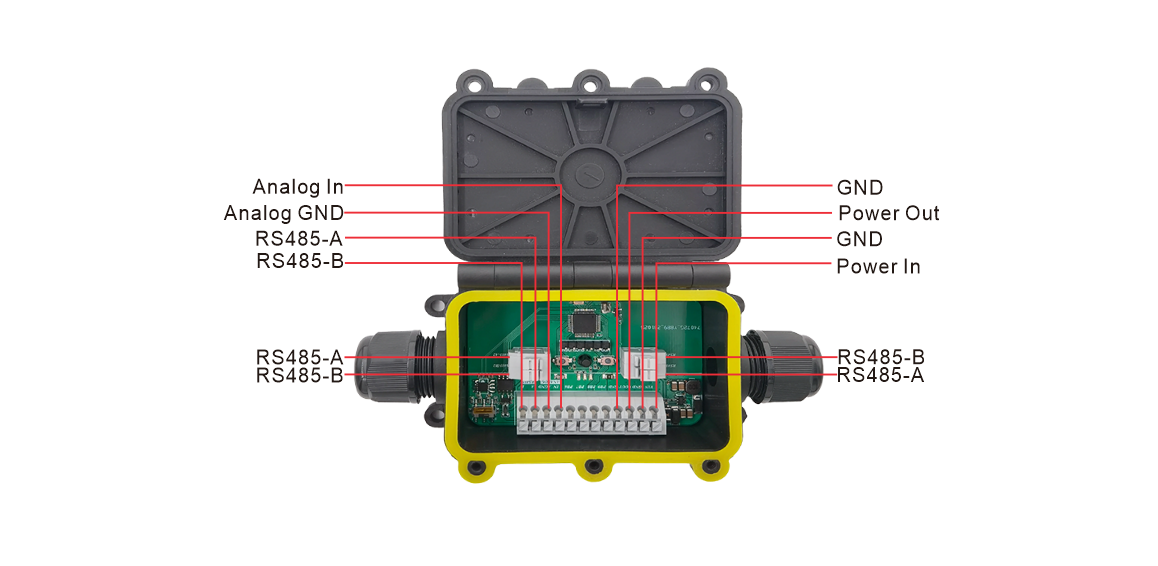 Analog In
GND
Analog GND
Power Out
RS485-A
GND
RS485-B
Power In
RS485-A
RS485-B
RS485-B
RS485-A